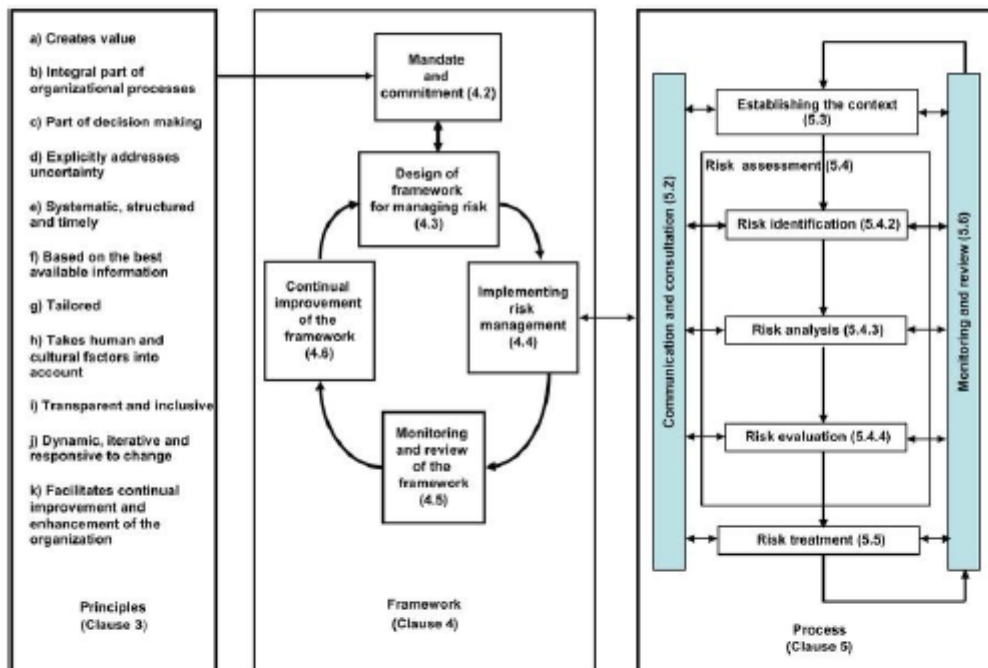 a) Creates value
b) Integral part of
organizational processes
c) Part of decision making
d) Explicitly addresses
uncertainty
e) Systematic, structured
and timely
f) Based on the best
available information
g) Tailored
h) Takes human and
cultural factors into
account
i) Transparent and inclusive
j) Dynamic, iterative and
responsive to change
k) Facilitates continual
improvement and
enhancement of the
organization
Principles
(Clause 3)
Mandate
and
commitment (4.2)
Design of
framework
for managing risk
(4.3)
Continual
improvement
of the
framework
(4.6)
Implementing
risk
management
(4.4)
Monitoring
and review
of the
framework
(4.5)
Framework
(Clause 4)
Communication and consultation (5.2)
Establishing the context
(5.3)
Risk assessment (5.4)
Risk identification (5.4.2)
Risk analysis (5.4.3)
Risk evaluation (5.4.4)
Risk treatment (5.5)
Monitoring and review (5.6)
Process
(Clause 5)